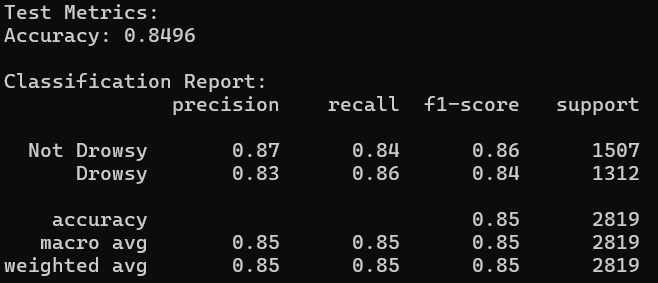 Test Metrics:
Accuracy: 0.8496
Classification Report:
precision recall f1-score support
Not Drowsy 0.87 0.84 0.86 1507
Drowsy 0.83 0.86 0.84 1312
accuracy 0.85 2819
macro avg 0.85 0.85 0.85 2819
weighted avg 0.85 0.85 0.85 2819